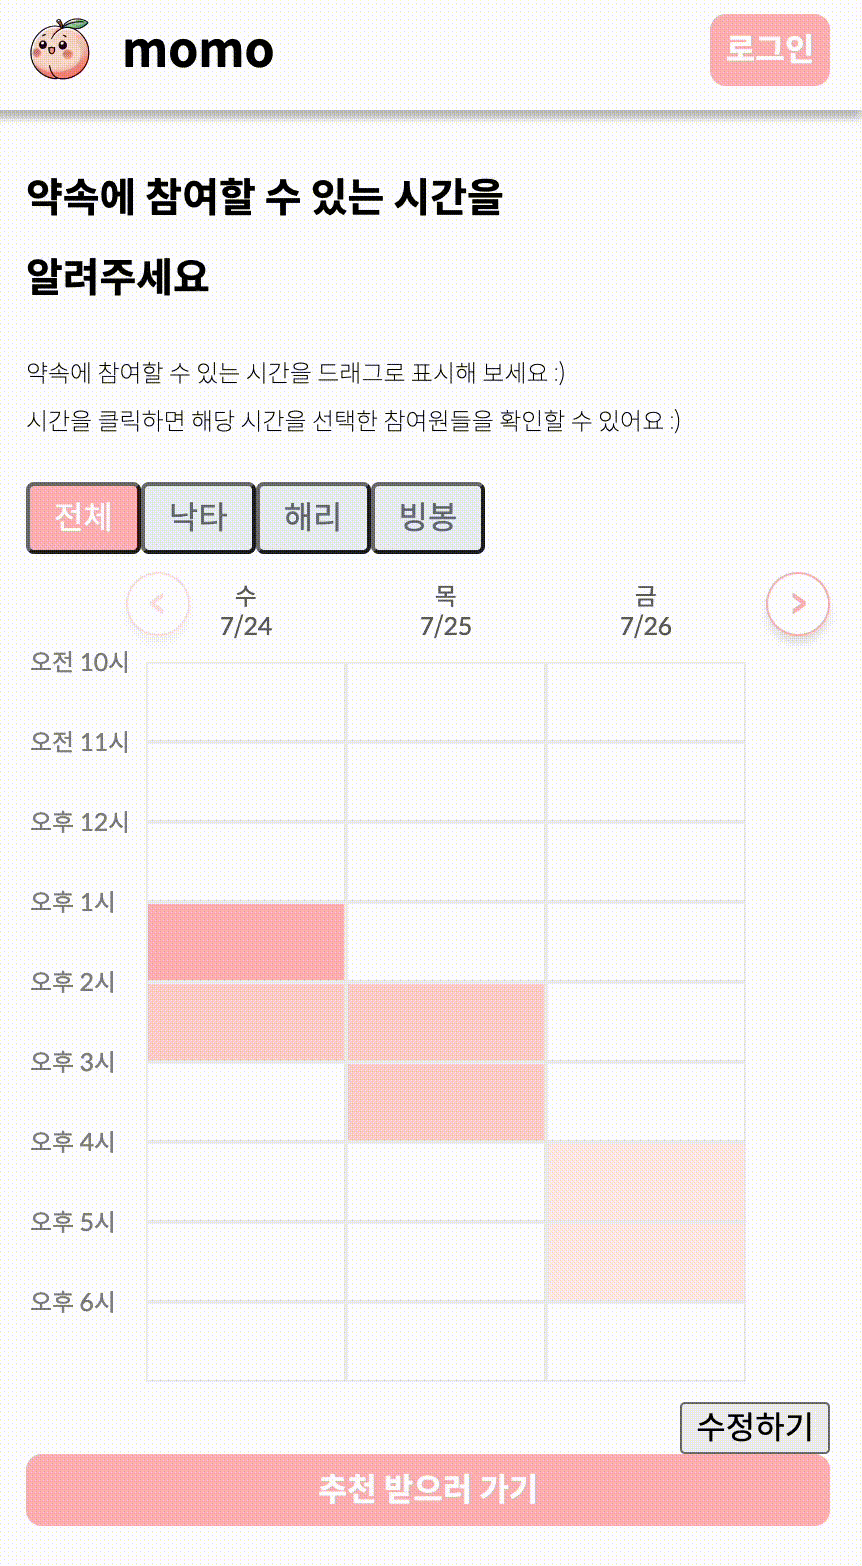 momo
로그인
약속에 참여할 수 있는 시간을
알려주세요
약속에 참여할 수 있는 시간을 드래그로 표시해 보세요 :)
시간을 클릭하면 해당 시간을 선택한 참여원들을 확인할 수 있어요 :)
전체 낙타 해리 빙봉
< 수 목 금 >
7/24 7/25 7/26
오전 10시
오전 11시
오후 12시
오후 1시
오후 2시
오후 3시
오후 4시
오후 5시
오후 6시
수정하기
추천 받으러 가기